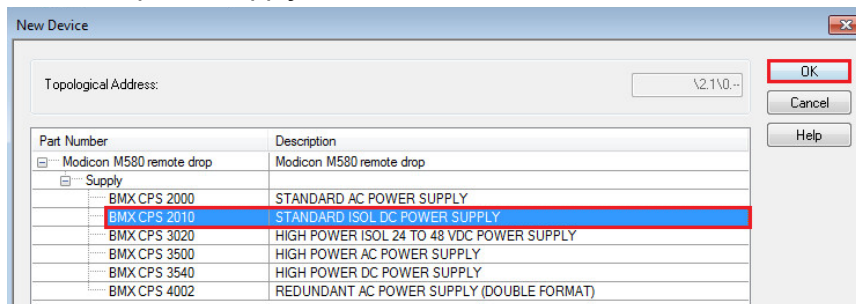 New Device
Topological Address:
\2.1\0.--
OK
Cancel
Help
Part Number Description
Modicon M580 remote drop Modicon M580 remote drop
Supply
BMX CPS 2000 STANDARD AC POWER SUPPLY
BMX CPS 2010 STANDARD ISOL DC POWER SUPPLY
BMX CPS 3020 HIGH POWER ISOL 24 TO 48 VDC POWER SUPPLY
BMX CPS 3500 HIGH POWER AC POWER SUPPLY
BMX CPS 3540 HIGH POWER DC POWER SUPPLY
BMX CPS 4002 REDUNDANT AC POWER SUPPLY (DOUBLE FORMAT)